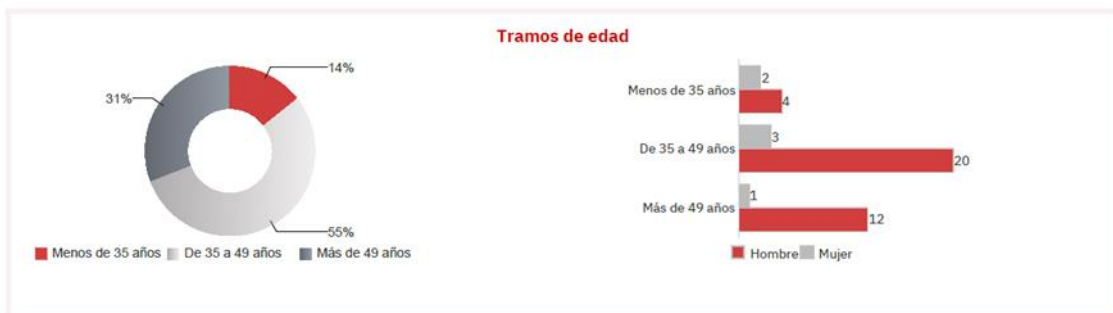 Tramos de edad
14%
31%
55%
Menos de 35 años De 35 a 49 años Más de 49 años
Menos de 35 años 2
4
De 35 a 49 años 3
20
Más de 49 años 1
12
Hombre Mujer